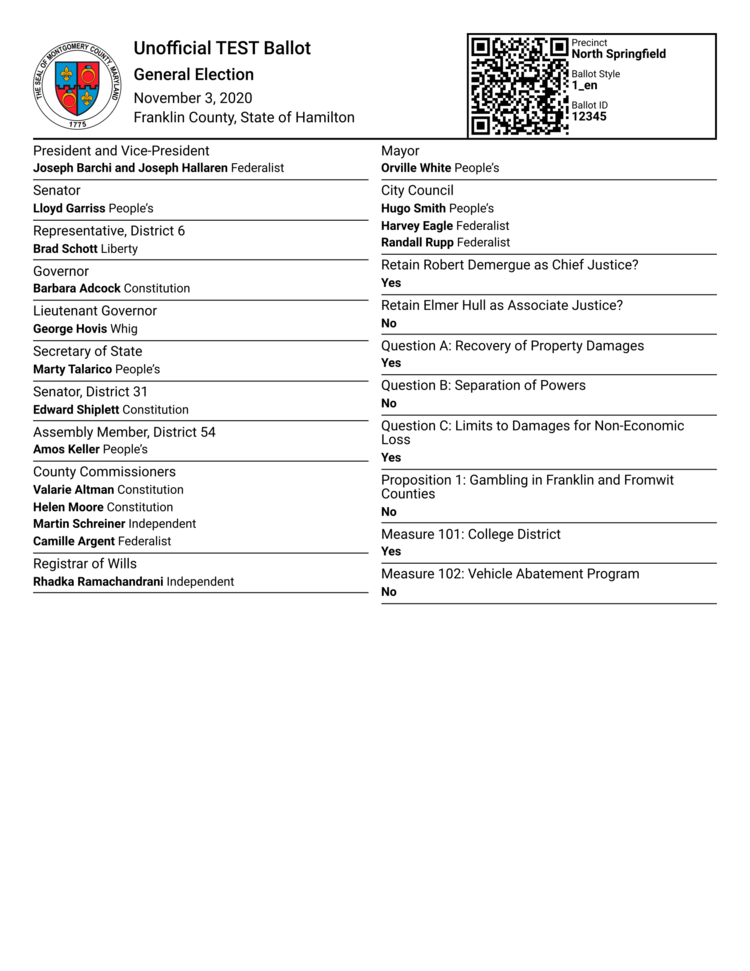 THE SEAL OF MONTGOMERY COUNTY, MARYLAND
1775
Unofficial TEST Ballot
General Election
November 3, 2020
Franklin County, State of Hamilton
Precinct
North Springfield
Ballot Style
1_en
Ballot ID
12345
President and Vice-President
Joseph Barchi and Joseph Hallaren Federalist
Senator
Lloyd Garriss People's
Representative, District 6
Brad Schott Liberty
Governor
Barbara Adcock Constitution
Lieutenant Governor
George Hovis Whig
Secretary of State
Marty Talarico People's
Senator, District 31
Edward Shiplett Constitution
Assembly Member, District 54
Amos Keller People's
County Commissioners
Valarie Altman Constitution
Helen Moore Constitution
Martin Schreiner Independent
Camille Argent Federalist
Registrar of Wills
Rhadka Ramachandrani Independent
Mayor
Orville White People's
City Council
Hugo Smith People's
Harvey Eagle Federalist
Randall Rupp Federalist
Retain Robert Demergue as Chief Justice?
Yes
Retain Elmer Hull as Associate Justice?
No
Question A: Recovery of Property Damages
Yes
Question B: Separation of Powers
No
Question C: Limits to Damages for Non-Economic
Loss
Yes
Proposition 1: Gambling in Franklin and Fromwit
Counties
No
Measure 101: College District
Yes
Measure 102: Vehicle Abatement Program
No